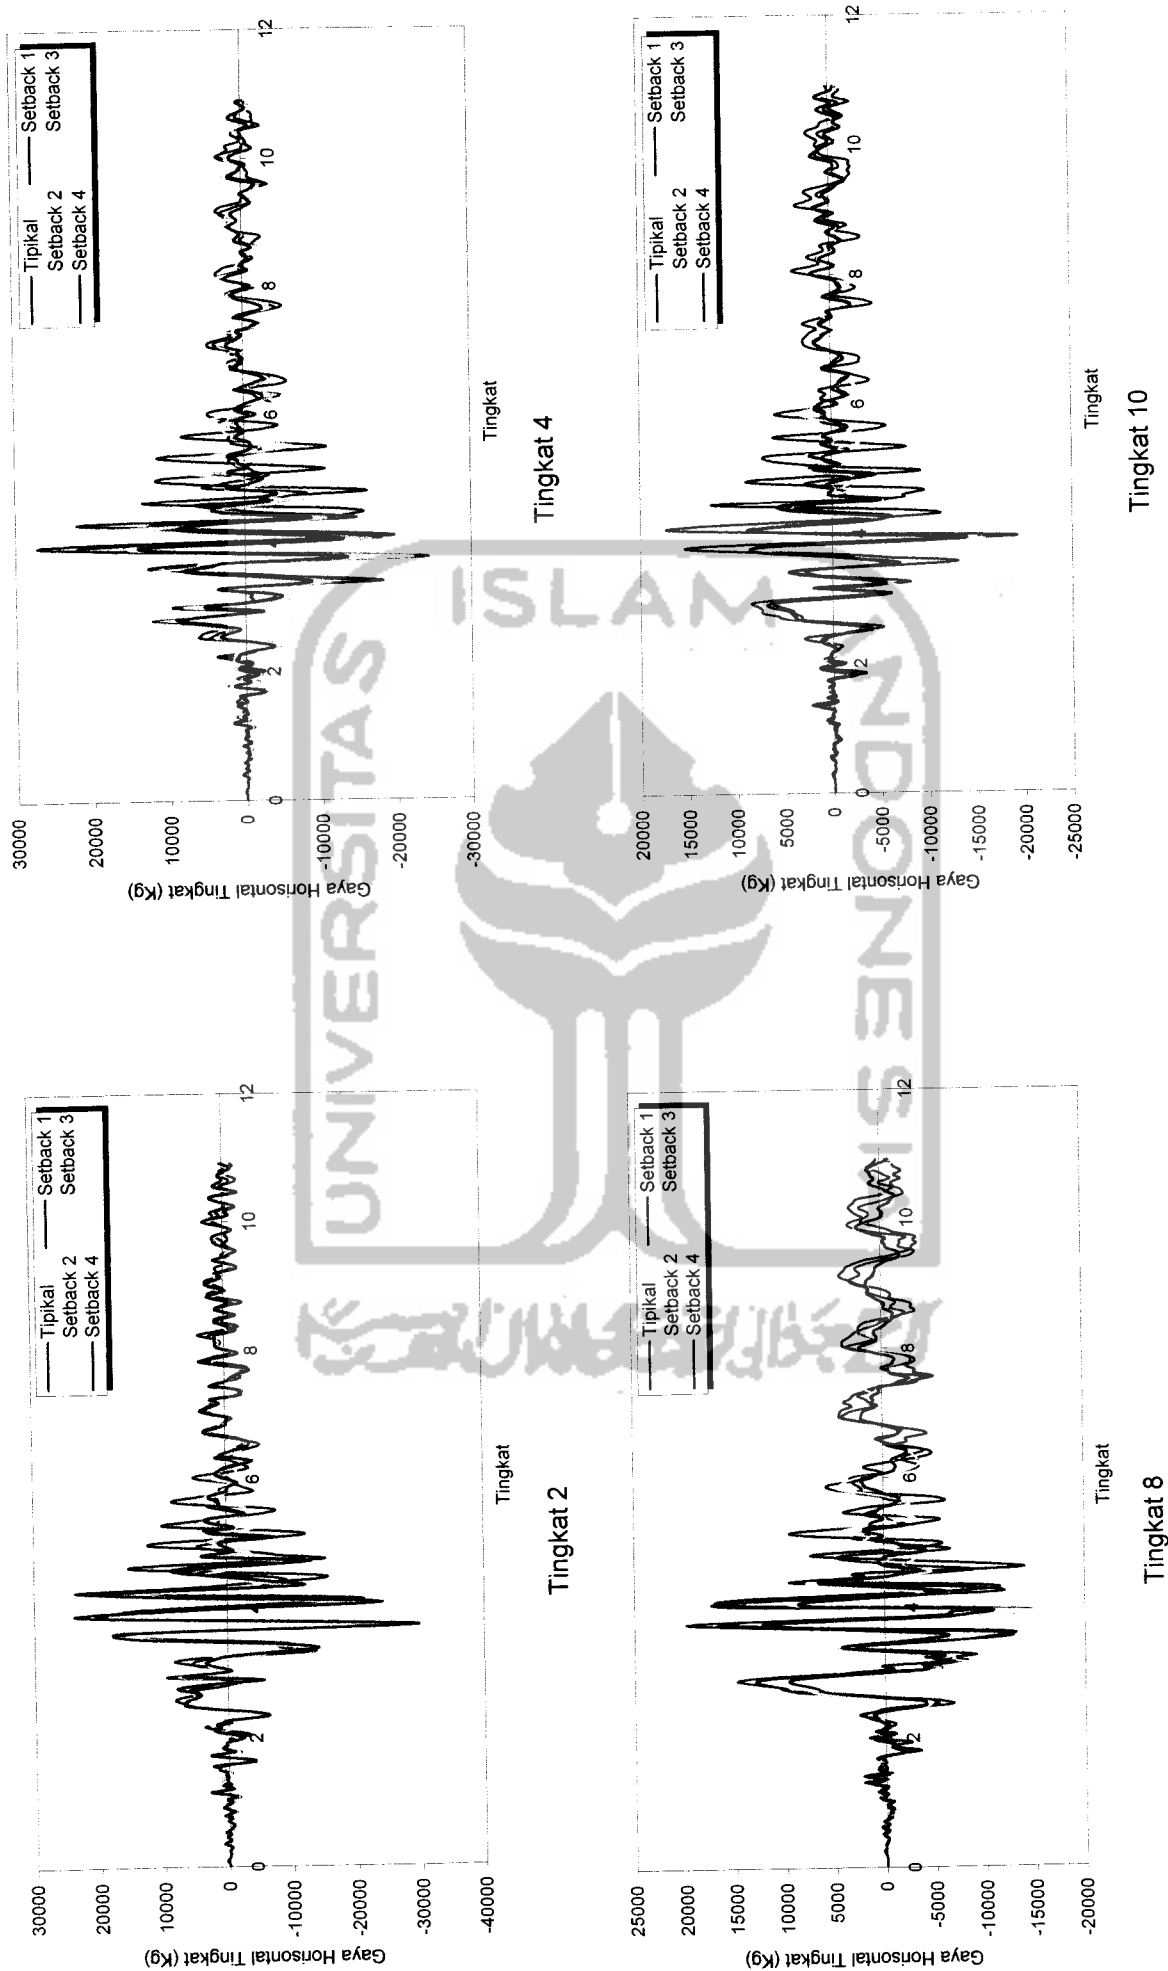 30000
20000
10000
0
-10000
-20000
-30000
-40000
Gaya Horisontal Tingkat (Kg)
0
2
4
6
8
10
12
Tipikal
Setback 1
Setback 2
Setback 3
Setback 4
Tingkat
Tingkat 2
30000
20000
10000
0
-10000
-20000
-30000
Gaya Horisontal Tingkat (Kg)
0
2
6
8
10
12
Tipikal
Setback 1
Setback 2
Setback 3
Setback 4
Tingkat
Tingkat 4
25000
20000
15000
10000
5000
0
-5000
-10000
-15000
-20000
Gaya Horisontal Tingkat (Kg)
0
2
4
6
8
10
12
Tipikal
Setback 1
Setback 2
Setback 3
Setback 4
Tingkat
Tingkat 8
20000
15000
10000
5000
0
-5000
-10000
-15000
-20000
-25000
Gaya Horisontal Tingkat (Kg)
0
2
6
8
10
12
Tipikal
Setback 1
Setback 2
Setback 3
Setback 4
Tingkat
Tingkat 10
UNIVERSITAS
ISLAM
INDONESIA